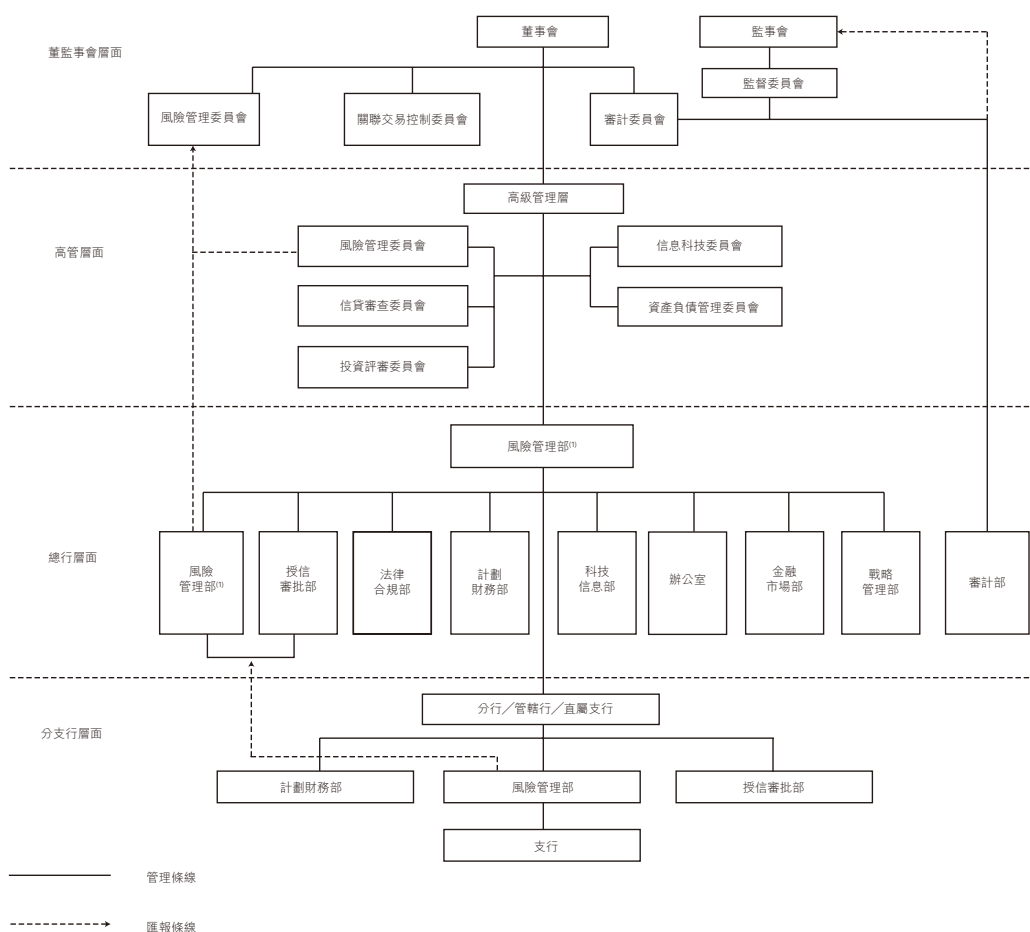 董事會
監事會
董監事會層面
監督委員會
風險管理委員會
關聯交易控制委員會
審計委員會
高級管理層
高管層面
風險管理委員會
信息科技委員會
信貸審查委員會
資產負債管理委員會
投資評審委員會
風險管理部(1)
總行層面
風險
管理部(1)
授信
審批部
法律
合規部
計劃
財務部
科技
信息部
辦公室
金融
市場部
戰略
管理部
審計部
分行／管轄行／直屬支行
分支行層面
計劃財務部
風險管理部
授信審批部
支行
管理條線
匯報條線